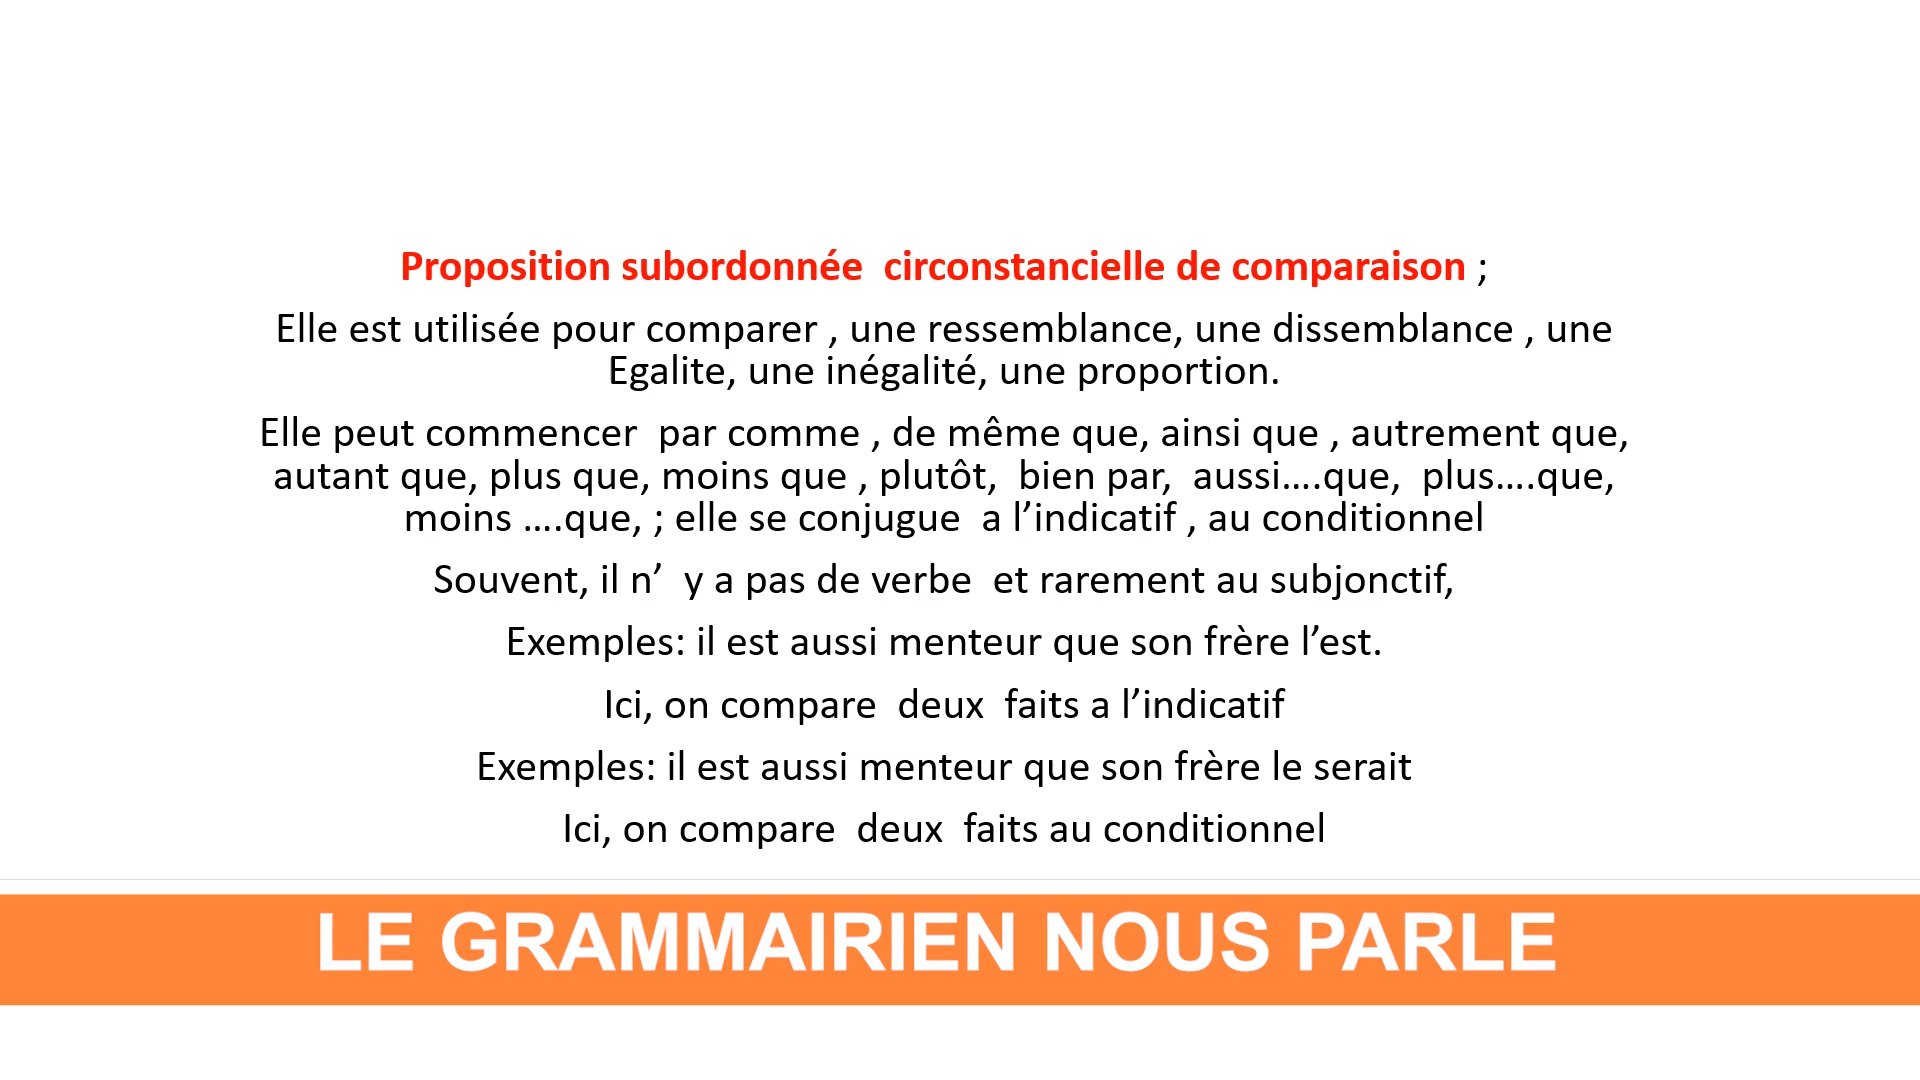 Proposition subordonnée  circonstancielle de comparaison ;
Elle est utilisée pour comparer , une ressemblance, une dissemblance , une
Egalite, une inégalité, une proportion.
Elle peut commencer  par comme , de même que, ainsi que , autrement que,
autant que, plus que, moins que , plutôt,  bien par,  aussi….que,  plus….que,
moins ….que, ; elle se conjugue  a l’indicatif , au conditionnel
Souvent, il n’  y a pas de verbe  et rarement au subjonctif,
Exemples: il est aussi menteur que son frère l’est.
Ici, on compare  deux  faits a l’indicatif
Exemples: il est aussi menteur que son frère le serait
Ici, on compare  deux  faits au conditionnel
LE GRAMMAIRIEN NOUS PARLE